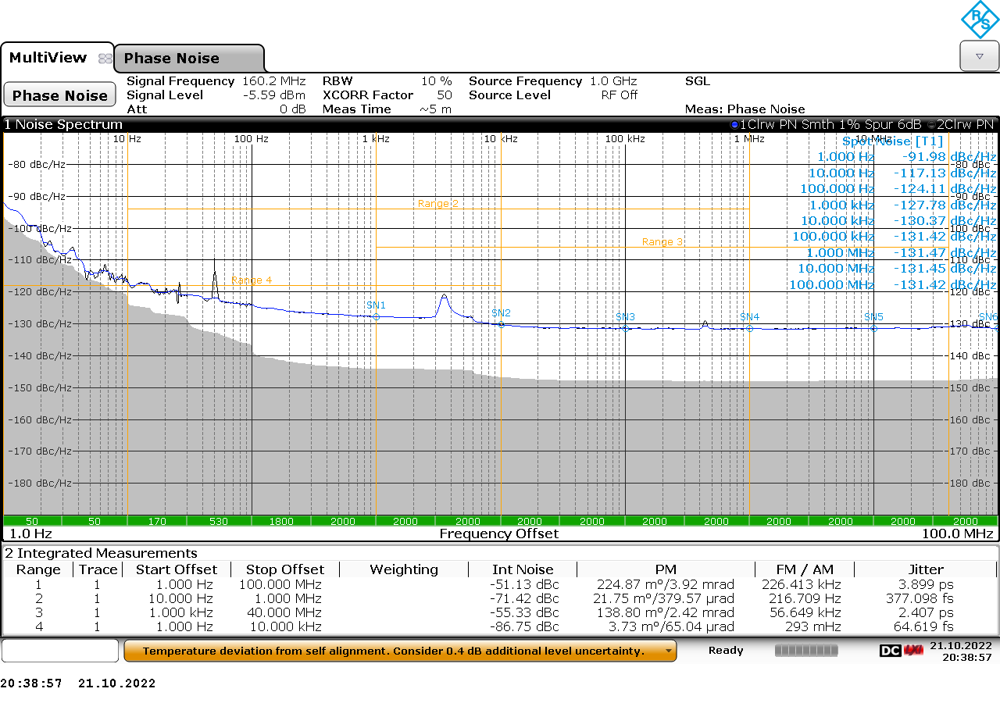 R S
MultiView Phase Noise
Phase Noise
Signal Frequency 160.2 MHz RBW 10 % Source Frequency 1.0 GHz SGL
Signal Level -5.59 dBm XCORR Factor 50 Source Level RF Off
Att 0 dB Meas Time ~5 m Meas: Phase Noise
1 Noise Spectrum 1Clrw PN Smth 1% Spur 6dB 2Clrw PN
10 Hz 100 Hz 1 kHz 10 kHz 100 kHz 1 MHz 10 MHz
Spot Noise [T1]
1.000 Hz -91.98 dBc/Hz
10.000 Hz -117.13 dBc/Hz
100.000 Hz -124.11 dBc/Hz
1.000 kHz -127.78 dBc/Hz
10.000 kHz -130.37 dBc/Hz
100.000 kHz -131.42 dBc/Hz
1.000 MHz -131.47 dBc/Hz
10.000 MHz -131.45 dBc/Hz
100.000 MHz -131.42 dBc/Hz
-80 dBc/Hz -80 dBc
-90 dBc/Hz -90 dBc
Range 2
-100 dBc/Hz -100 dBc
Range 3
-110 dBc/Hz -110 dBc
Range 4
-120 dBc/Hz -120 dBc
SN1 SN2 SN3 SN4 SN5 SN6
-130 dBc/Hz -130 dBc
-140 dBc/Hz -140 dBc
-150 dBc/Hz -150 dBc
-160 dBc/Hz -160 dBc
-170 dBc/Hz -170 dBc
-180 dBc/Hz -180 dBc
50 50 170 530 1800 2000 2000 2000 2000 2000 2000 2000 2000 2000 2000 2000
1.0 Hz Frequency Offset 100.0 MHz
2 Integrated Measurements
Range Trace Start Offset Stop Offset Weighting Int Noise PM FM / AM Jitter
1 1 1.000 Hz 100.000 MHz -51.13 dBc 224.87 m°/3.92 mrad 226.413 kHz 3.899 ps
2 1 10.000 Hz 1.000 MHz -71.42 dBc 21.75 m°/379.57 µrad 216.709 Hz 377.098 fs
3 1 1.000 kHz 40.000 MHz -55.33 dBc 138.80 m°/2.42 mrad 56.649 kHz 2.407 ps
4 1 1.000 Hz 10.000 kHz -86.75 dBc 3.73 m°/65.04 µrad 293 mHz 64.619 fs
Temperature deviation from self alignment. Consider 0.4 dB additional level uncertainty. Ready DC LXI 21.10.2022
20:38:57
20:38:57 21.10.2022